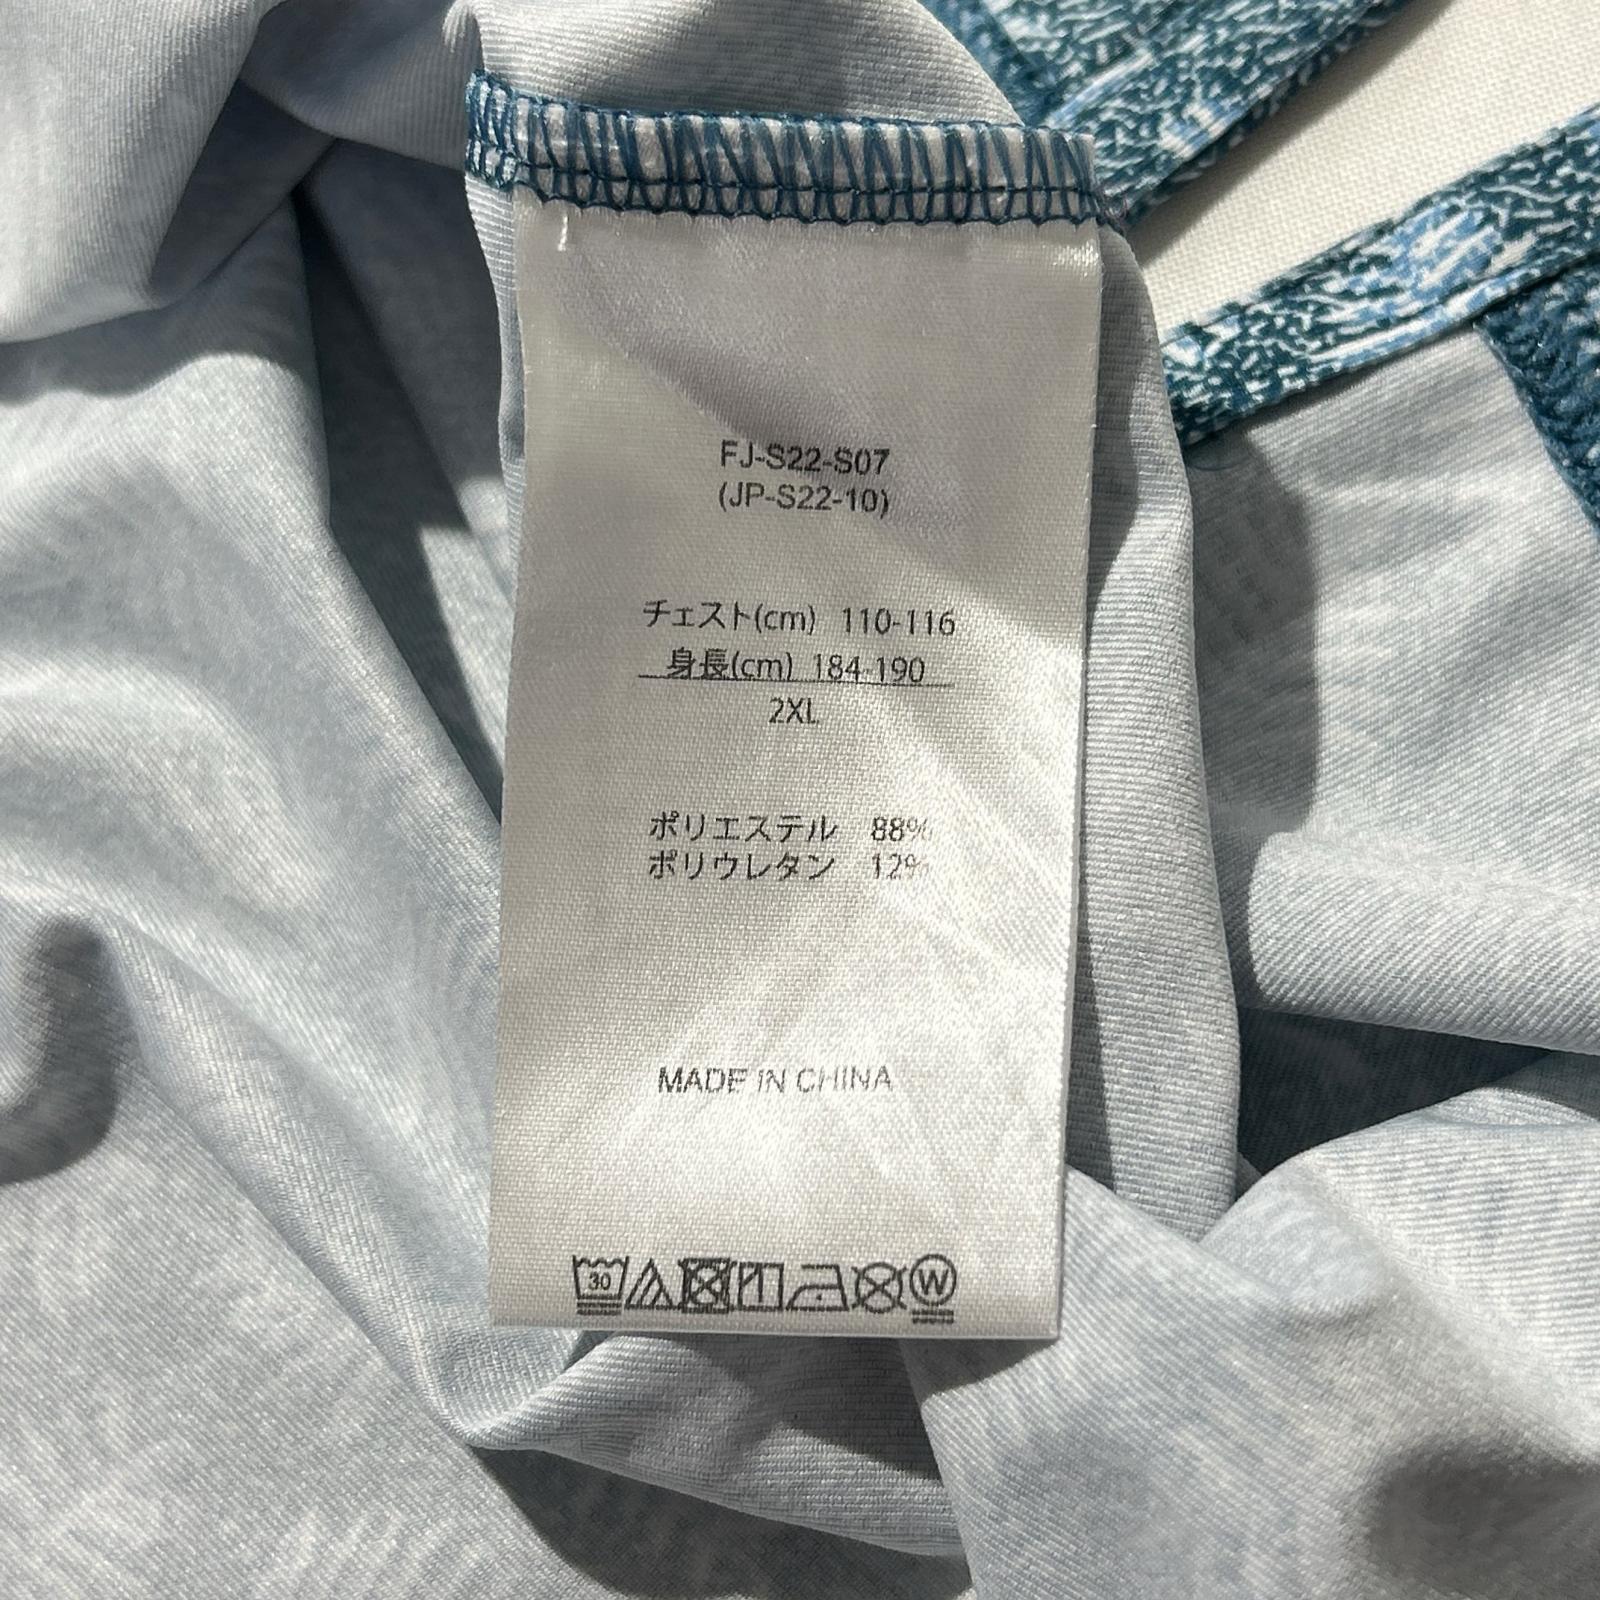 FJ-S22-S07
(JP-S22-10)
チェスト(cm) 110-116
身長(cm) 184-190
2XL
ポリエステル 88%
ポリウレタン 12%
MADE IN CHINA
30
W